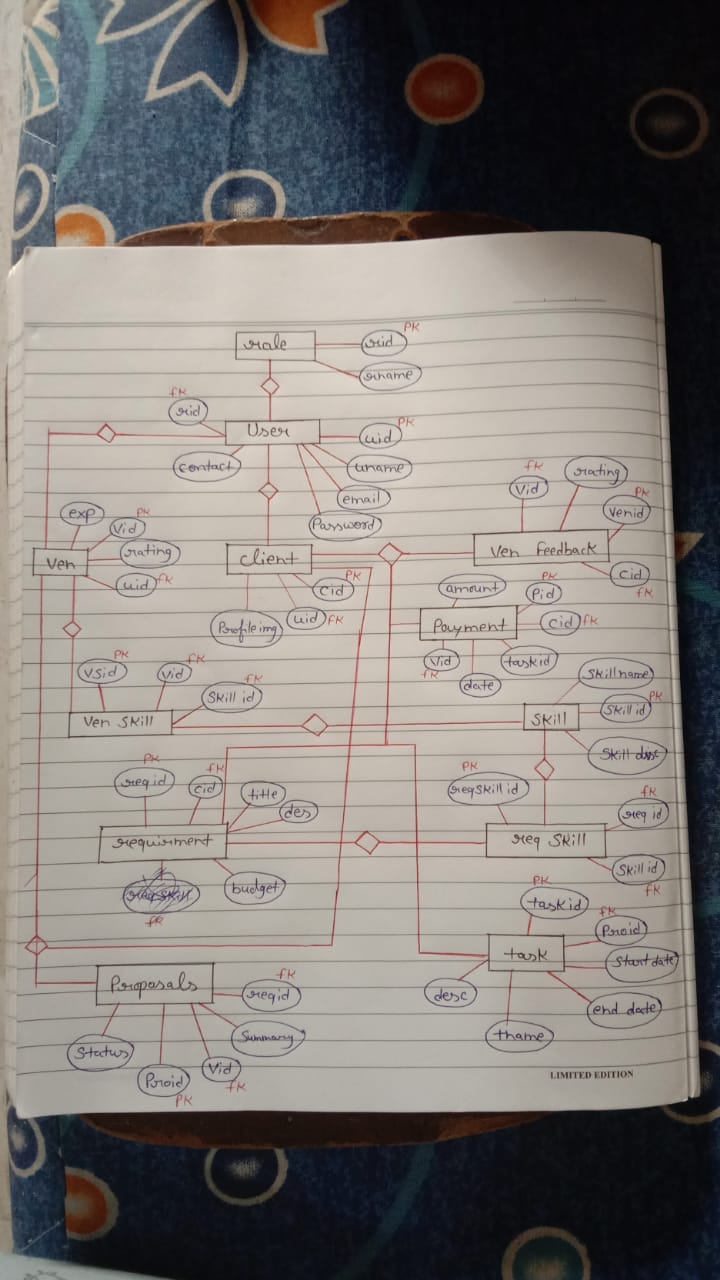 role
rid
PK
rname
User
fk
rid
contact
uid
PK
uname
email
Password
Ven
exp
Vid
PK
rating
uid
fk
Client
PK
cid
uid
fk
Profile img
Ven Feedback
fk
Vid
rating
PK
venid
cid
fk
Payment
amount
PK
Pid
cid
fk
Vid
fk
date
taskid
Ven Skill
PK
vsid
fk
vid
fk
Skill id
Skill
Skillname
PK
Skill id
Skill desc
requirment
PK
reqid
fk
cid
title
des
budget
fk
req Skill
PK
reqSkill id
fk
req id
Skill id
fk
task
PK
taskid
fk
Proid
Start date
end date
tname
desc
Proposals
fk
reqid
Summary
Vid
fk
Proid
PK
Status
LIMITED EDITION